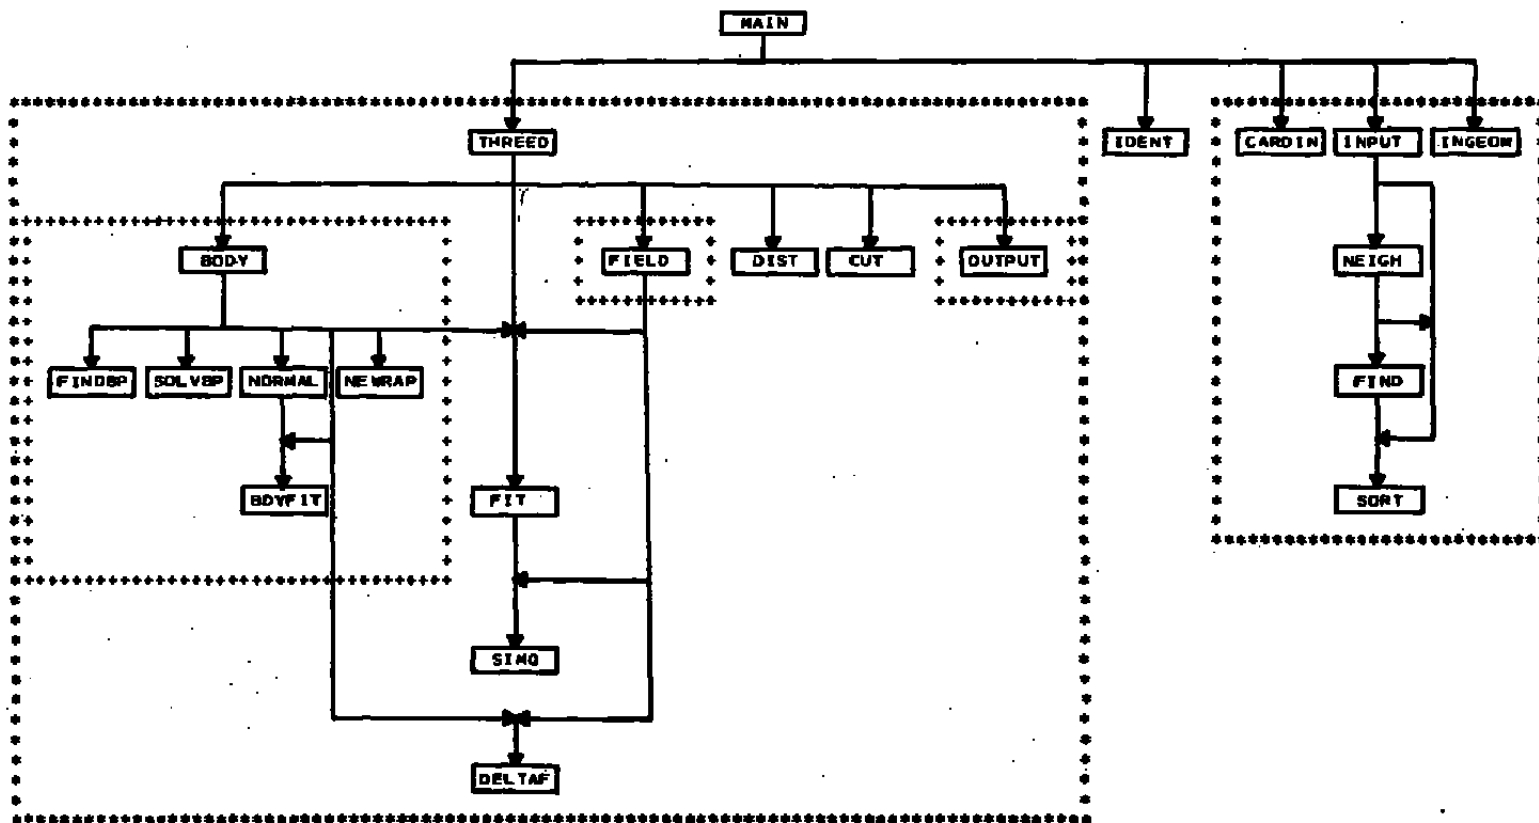 MAIN
THREED IDENT CARDIN INPUT INGEOM
BODY FIELD DIST CUT OUTPUT NEIGH
FINDBP SOLVBP NORMAL NEWRAP FIND
BDYFIT FIT SORT
SIMQ
DELTAF